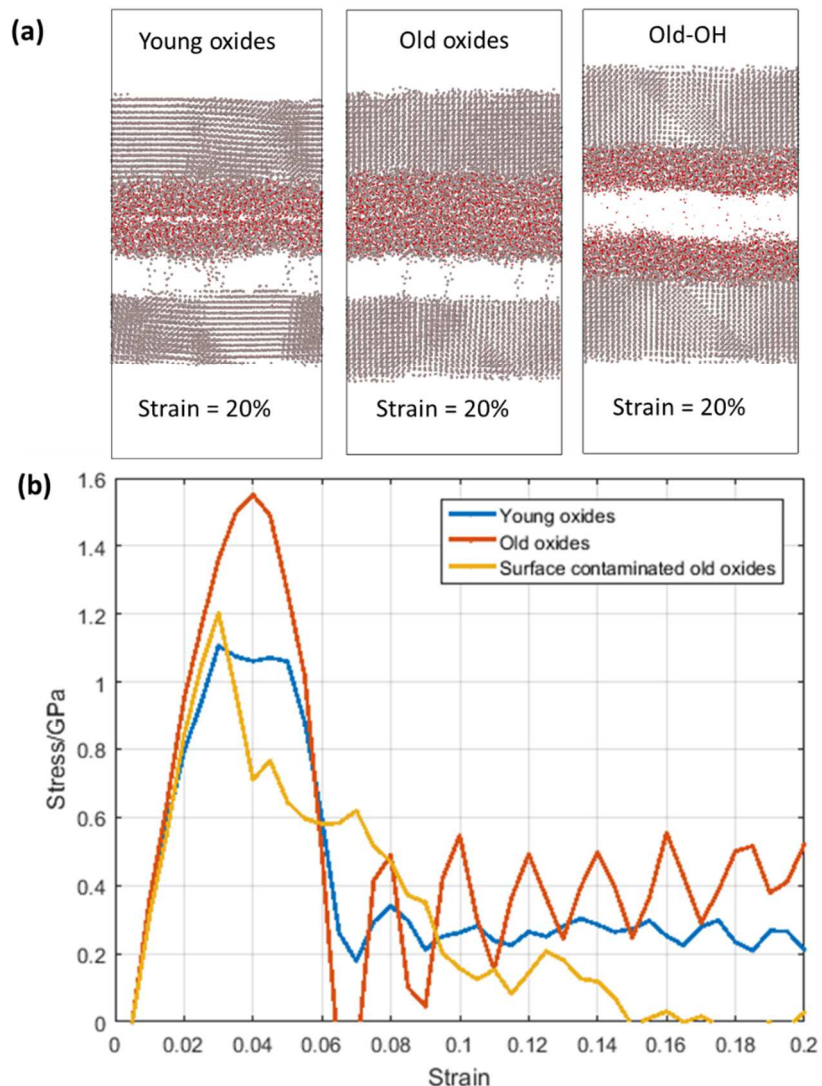 (a)
Young oxides
Old oxides
Old-OH
Strain = 20%
Strain = 20%
Strain = 20%
(b)
Young oxides
Old oxides
Surface contaminated old oxides
Stress/GPa
1.6
1.4
1.2
1
0.8
0.6
0.4
0.2
0
0 0.02 0.04 0.06 0.08 0.1 0.12 0.14 0.16 0.18 0.2
Strain